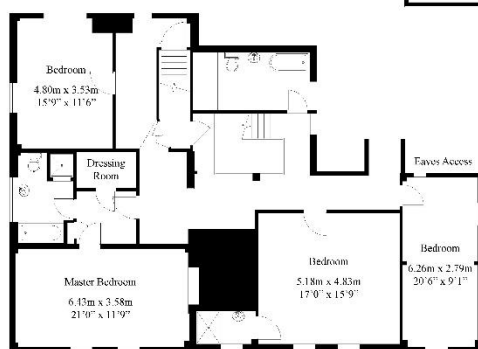 Bedroom
4.80m x 3.53m
15'9" x 11'6"
Dressing
Room
Eaves Access
Bedroom
6.26m x 2.79m
20'6" x 9'1"
Bedroom
5.18m x 4.83m
17'0" x 15'9"
Master Bedroom
6.43m x 3.58m
21'0" x 11'9"